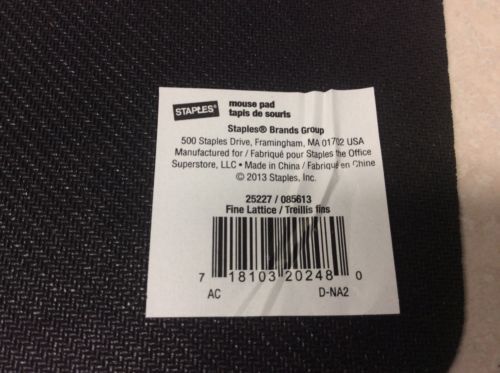 STAPLES®
mouse pad
tapis de souris
Staples® Brands Group
500 Staples Drive, Framingham, MA 01702 USA
Manufactured for / Fabriqué pour Staples the Office
Superstore, LLC • Made in China / Fabriqué en Chine
© 2013 Staples, Inc.
25227 / 085613
Fine Lattice / Treillis fins
7 18103 20248 0
AC D-NA2